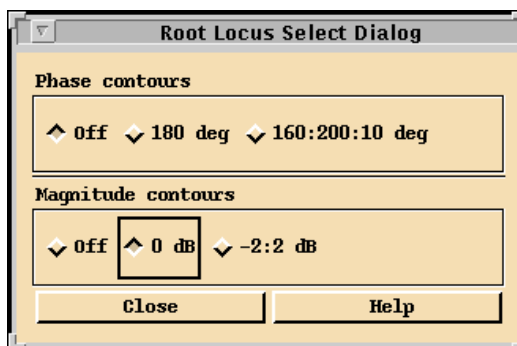 Root Locus Select Dialog
Phase contours
Off 180 deg 160:200:10 deg
Magnitude contours
Off 0 dB -2:2 dB
Close Help